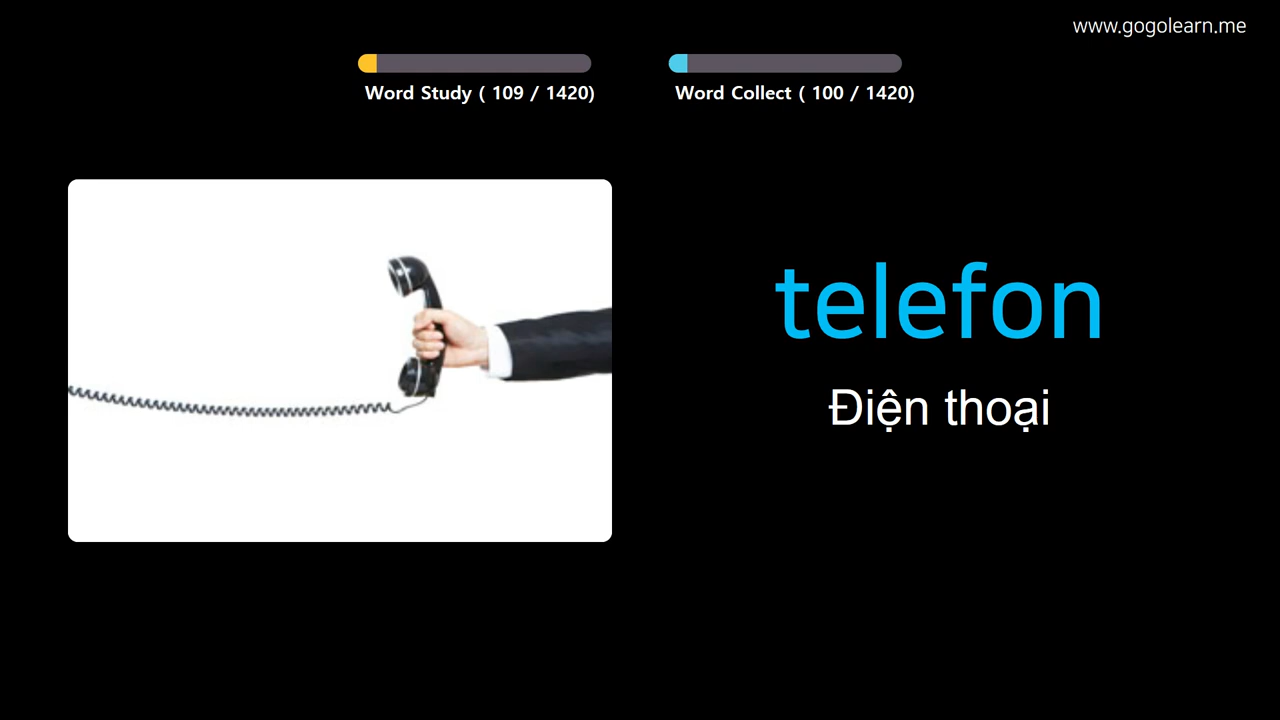 www.gogolearn.me
Word Study ( 109 / 1420)
Word Collect ( 100 / 1420)
telefon
Điện thoại